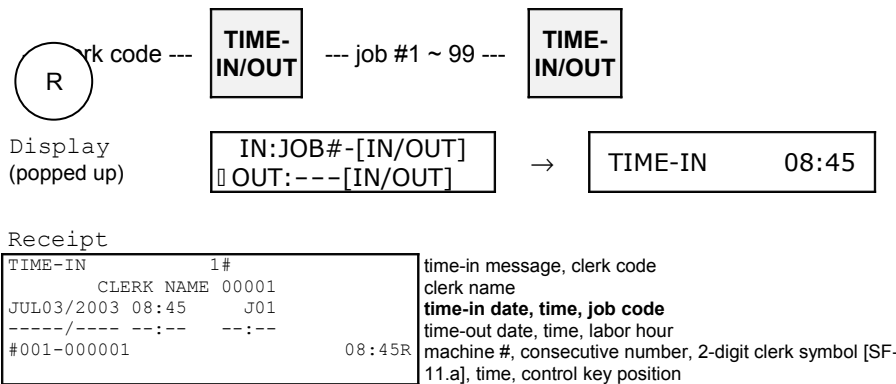 rk code --- TIME-IN/OUT --- job #1 ~ 99 --- TIME-IN/OUT
R
Display
(popped up)
IN:JOB#-[IN/OUT]
OUT:---[IN/OUT]
→
TIME-IN 08:45
Receipt
TIME-IN 1# time-in message, clerk code
CLERK NAME 00001 clerk name
JUL03/2003 08:45 J01 time-in date, time, job code
-----/---- --:-- --:-- time-out date, time, labor hour
#001-000001 08:45R machine #, consecutive number, 2-digit clerk symbol [SF-
11.a], time, control key position